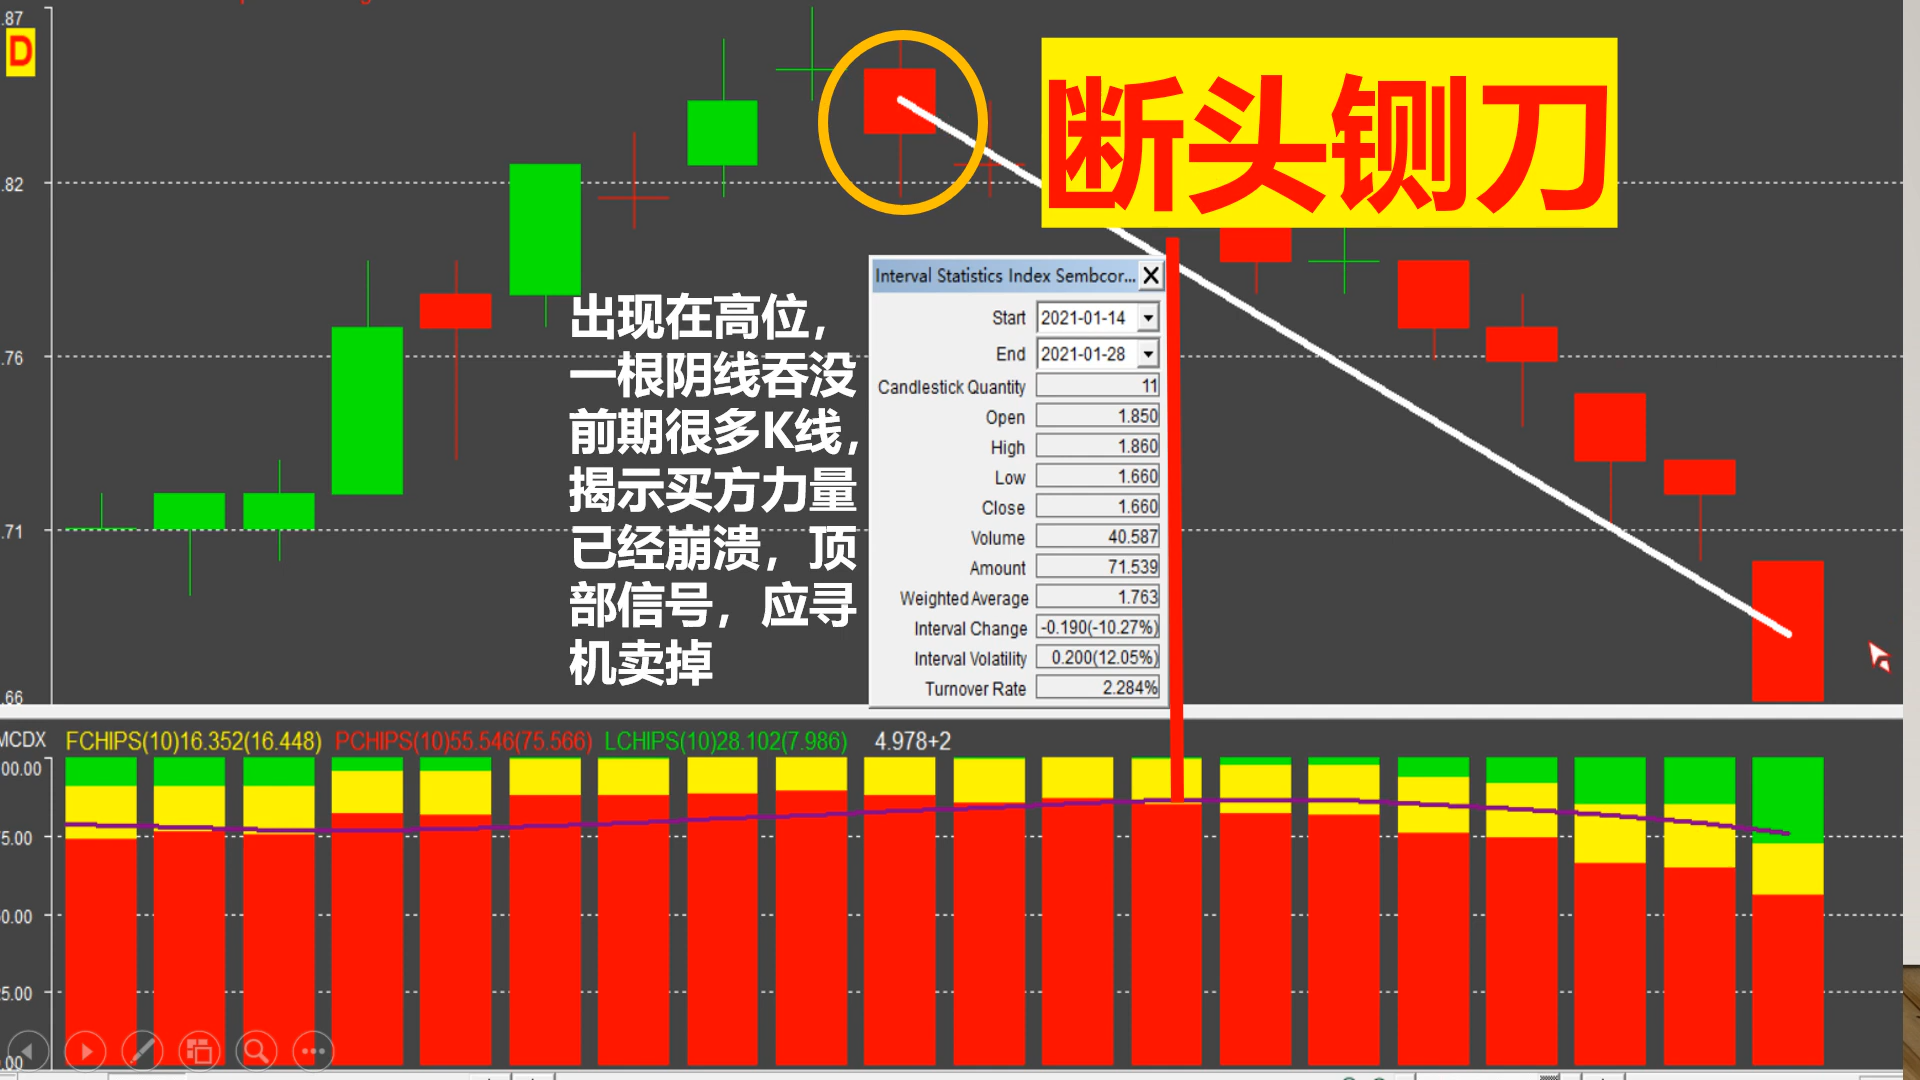 .87
D
断头铡刀
.82
出现在高位，
一根阴线吞没
前期很多K线，
揭示买方力量
已经崩溃，顶
部信号，应寻
机卖掉
Interval Statistics Index Sembcor...
Start 2021-01-14
End 2021-01-28
Candlestick Quantity 11
Open 1.850
High 1.860
Low 1.660
Close 1.660
Volume 40.587
Amount 71.539
Weighted Average 1.763
Interval Change -0.190(-10.27%)
Interval Volatility 0.200(12.05%)
Turnover Rate 2.284%
.76
.71
.66
MCDX FCHIPS(10)16.352(16.448) PCHIPS(10)55.546(75.566) LCHIPS(10)28.102(7.986) 4.978+2
00.00
75.00
50.00
25.00
0.00